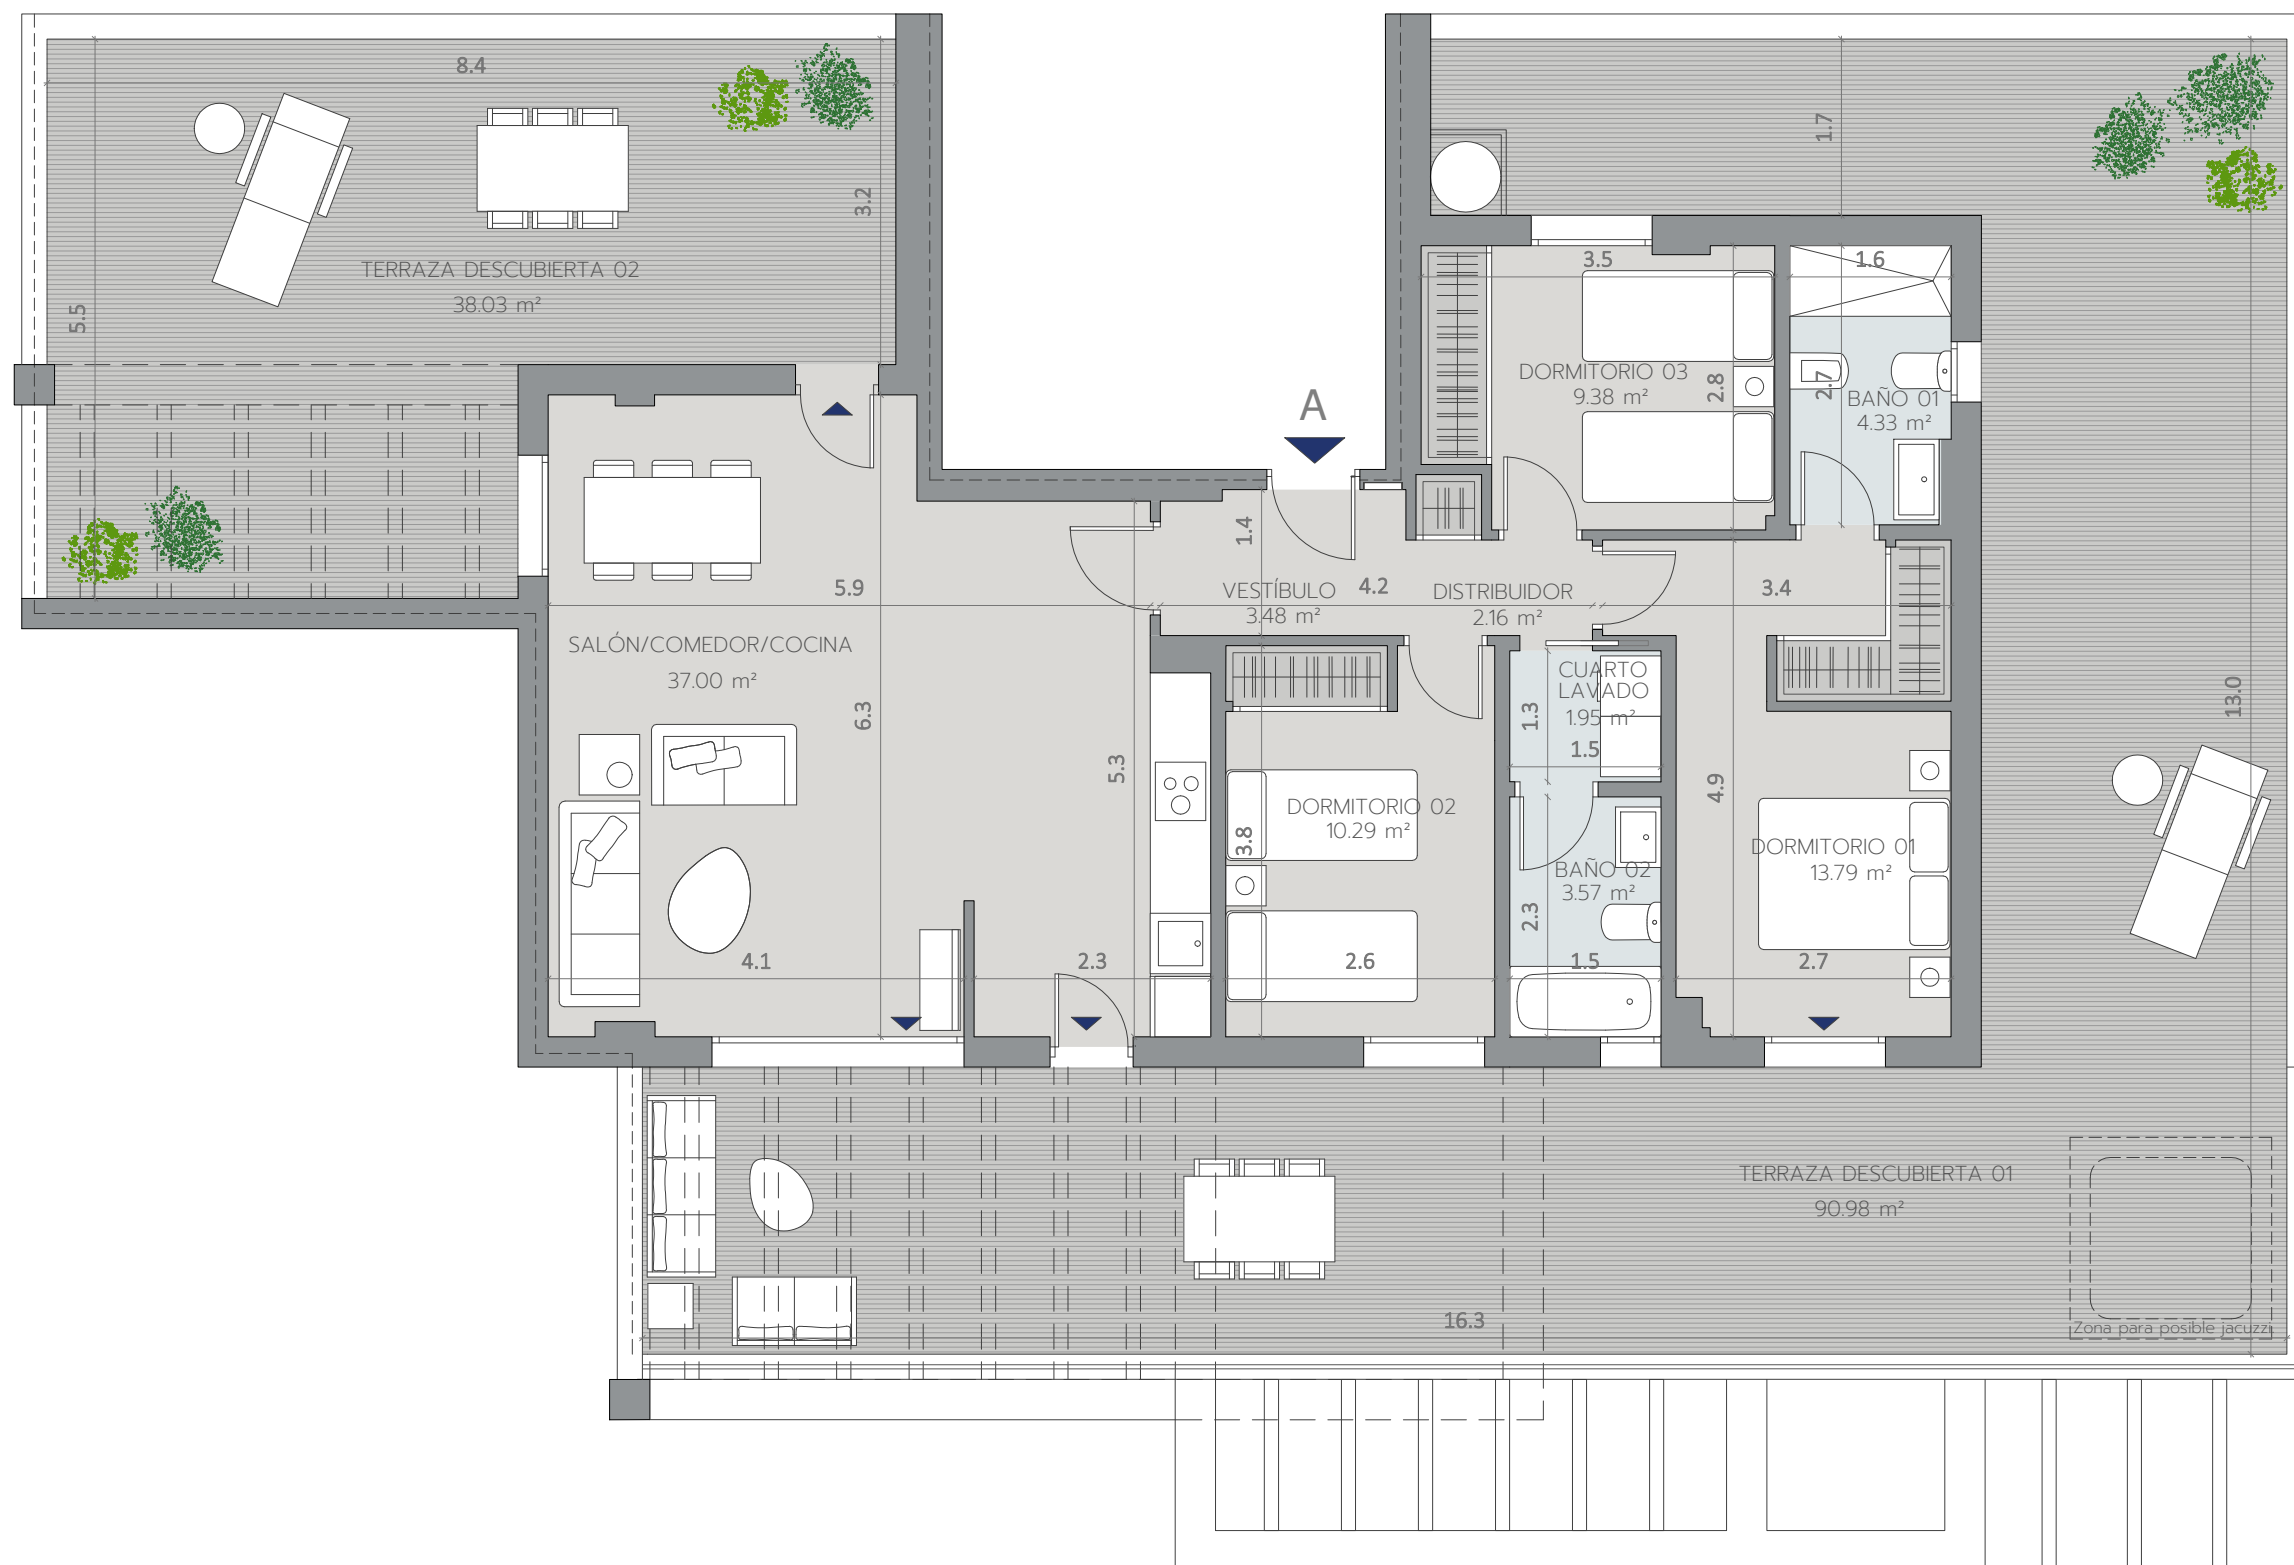 8.4
3.2
5.5
TERRAZA DESCUBIERTA 02
38.03 m²
A
1.7
3.5
2.8
DORMITORIO 03
9.38 m²
1.6
2.7
BAÑO 01
4.33 m²
5.9
SALÓN/COMEDOR/COCINA
37.00 m²
6.3
5.3
4.1
2.3
1.4
VESTÍBULO
3.48 m²
4.2
DISTRIBUIDOR
2.16 m²
3.4
CUARTO
LAVADO
1.95 m²
1.3
1.5
DORMITORIO 02
10.29 m²
3.8
2.6
BAÑO 02
3.57 m²
2.3
1.5
4.9
DORMITORIO 01
13.79 m²
2.7
13.0
TERRAZA DESCUBIERTA 01
90.98 m²
16.3
Zona para posible jacuzzi